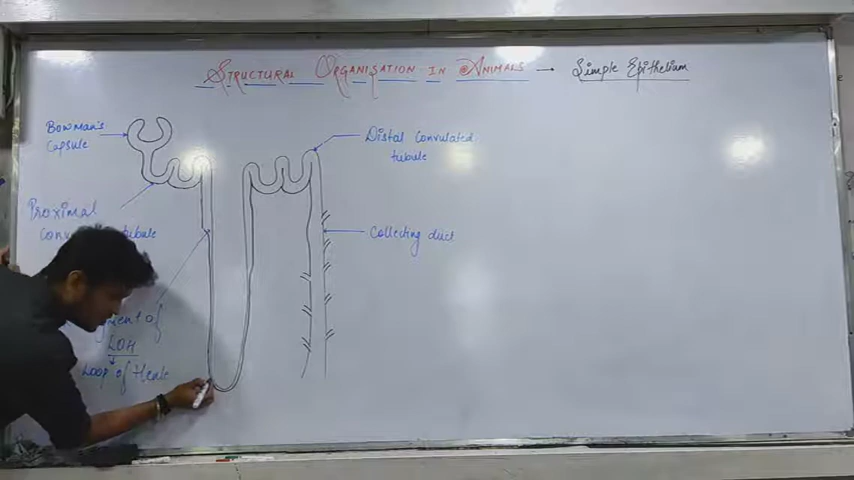 STRUCTURAL ORGANISATION IN ANIMALS → Simple Epithelium
Bowman's
Capsule
Distal Convulated
tubule
Proximal
tubule
Collecting duct
of
LOH
Loop of Henle